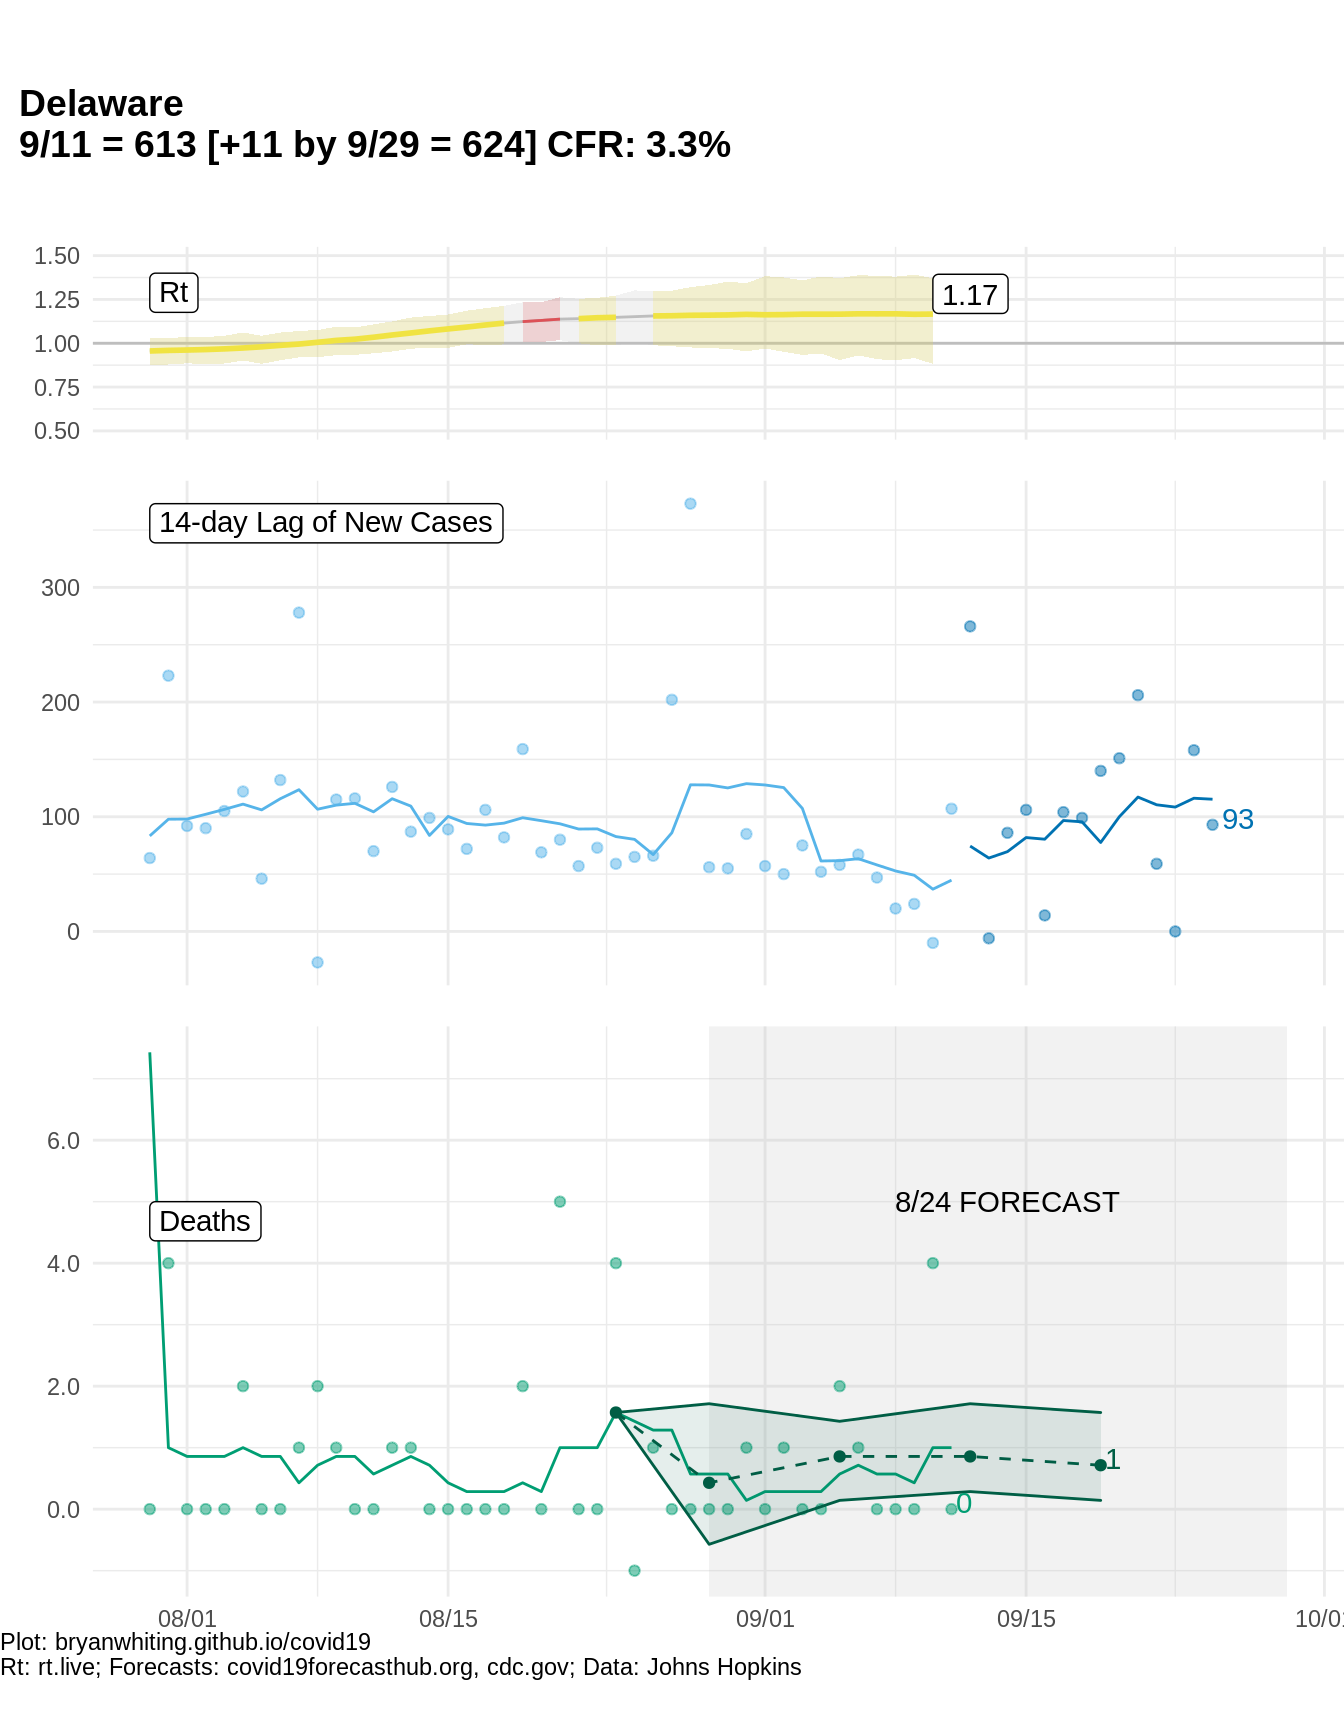 Delaware
9/11 = 613 [+11 by 9/29 = 624] CFR: 3.3%
1.50
1.25
1.00
0.75
0.50
Rt
1.17
14-day Lag of New Cases
300
200
100
0
93
6.0
4.0
2.0
0.0
Deaths
8/24 FORECAST
1
0
08/01
08/15
09/01
09/15
10/01
Plot: bryanwhiting.github.io/covid19
Rt: rt.live; Forecasts: covid19forecasthub.org, cdc.gov; Data: Johns Hopkins